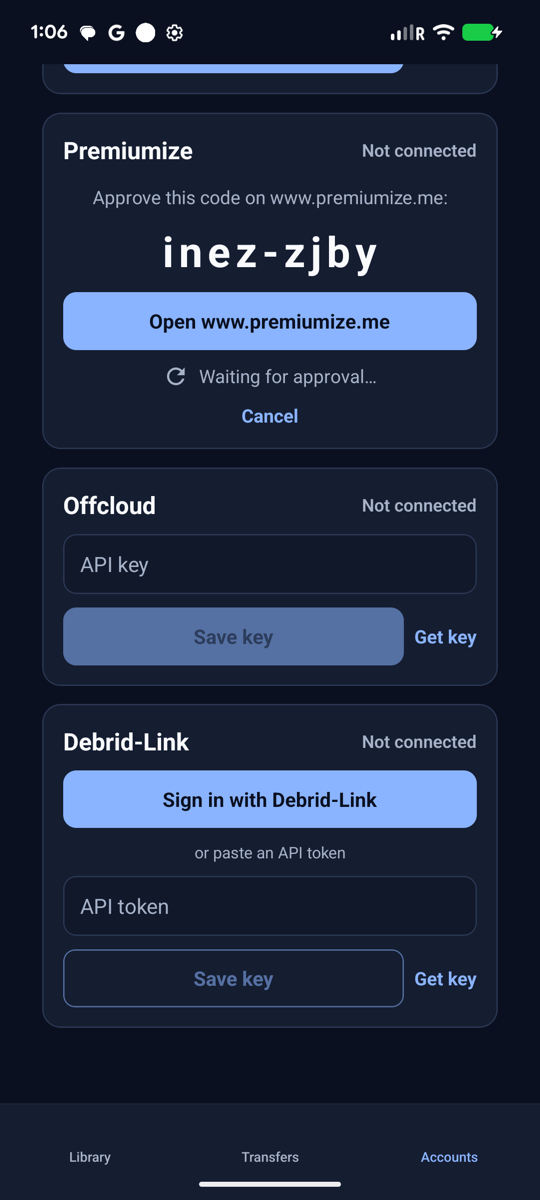 1:06
R
Premiumize
Not connected
Approve this code on www.premiumize.me:
inez-zjby
Open www.premiumize.me
Waiting for approval…
Cancel
Offcloud
Not connected
API key
Save key
Get key
Debrid-Link
Not connected
Sign in with Debrid-Link
or paste an API token
API token
Save key
Get key
Library
Transfers
Accounts